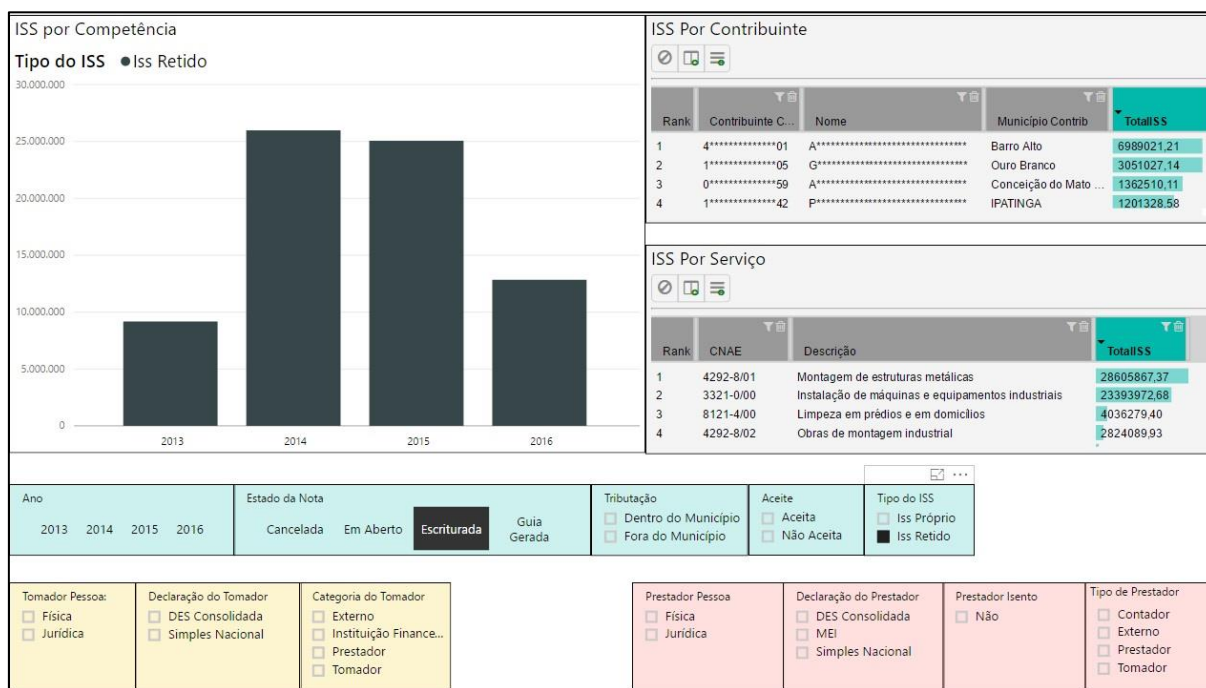 ISS por Competência
Tipo do ISS Iss Retido
30.000.000
25.000.000
20.000.000
15.000.000
10.000.000
5.000.000
0
2013 2014 2015 2016
ISS Por Contribuinte
Rank Contribuinte C... Nome Município Contrib TotalISS
1 4**************01 A******************************** Barro Alto 6989021,21
2 1**************05 G******************************** Ouro Branco 3051027,14
3 0**************59 A******************************** Conceição do Mato ... 1362510,11
4 1**************42 P******************************** IPATINGA 1201328,58
ISS Por Serviço
Rank CNAE Descrição TotalISS
1 4292-8/01 Montagem de estruturas metálicas 28605867,37
2 3321-0/00 Instalação de máquinas e equipamentos industriais 23393972,68
3 8121-4/00 Limpeza em prédios e em domicílios 4036279,40
4 4292-8/02 Obras de montagem industrial 2824089,93
Ano
2013 2014 2015 2016
Estado da Nota
Cancelada Em Aberto Escriturada Guia
Gerada
Tributação
Dentro do Município
Fora do Município
Aceite
Aceita
Não Aceita
Tipo do ISS
Iss Próprio
Iss Retido
Tomador Pessoa:
Física
Jurídica
Declaração do Tomador
DES Consolidada
Simples Nacional
Categoria do Tomador
Externo
Instituição Finance...
Prestador
Tomador
Prestador Pessoa
Física
Jurídica
Declaração do Prestador
DES Consolidada
MEI
Simples Nacional
Prestador Isento
Não
Tipo de Prestador
Contador
Externo
Prestador
Tomador